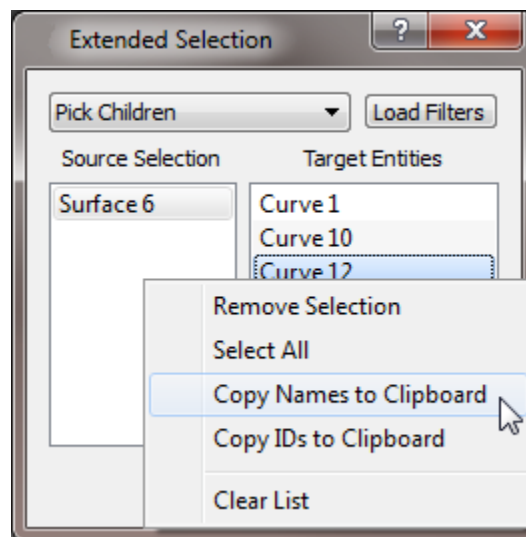 Extended Selection
?
X
Pick Children
Load Filters
Source Selection
Target Entities
Surface 6
Curve 1
Curve 10
Curve 12
Remove Selection
Select All
Copy Names to Clipboard
Copy IDs to Clipboard
Clear List